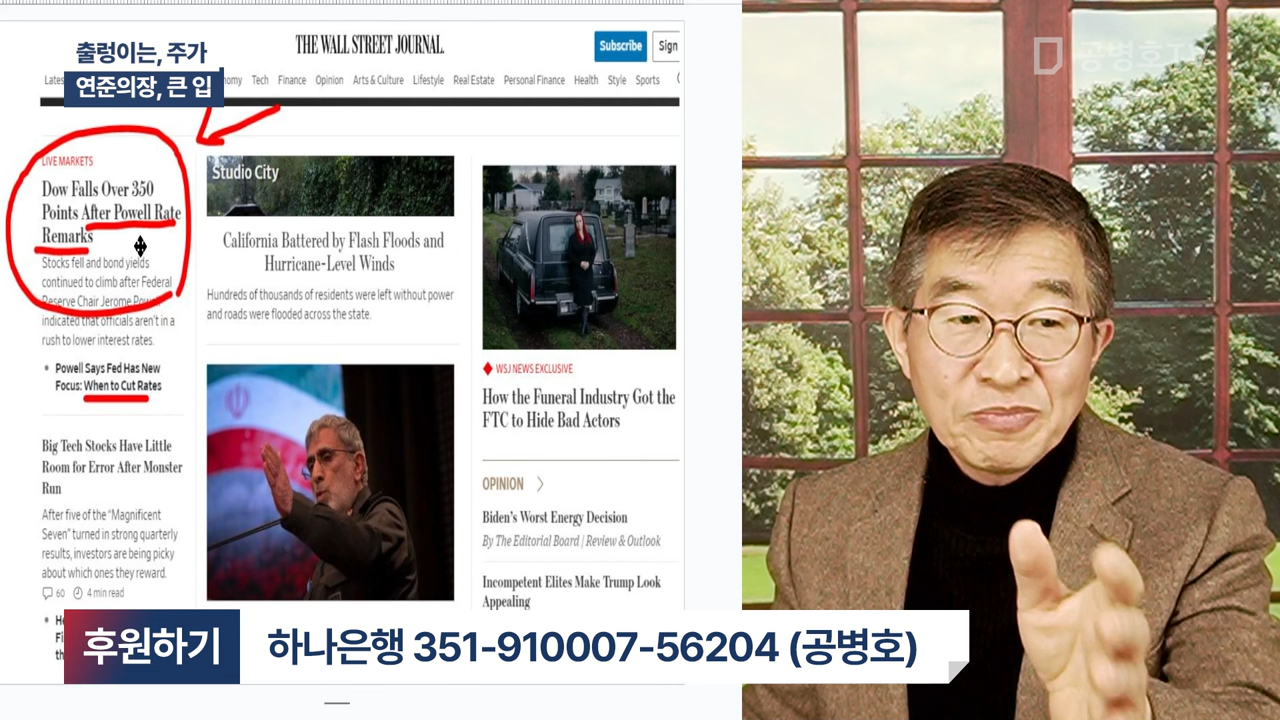 출렁이는, 주가
연준의장, 큰 입
THE WALL STREET JOURNAL.
Subscribe
Sign
Tech Finance Opinion Arts & Culture Lifestyle Real Estate Personal Finance Health Style Sports
LIVE MARKETS
Dow Falls Over 350
Points After Powell Rate
Remarks
Stocks fell and bond yields
continued to climb after Federal
Reserve Chair Jerome
indicated that officials aren't in a
rush to lower interest rates.
Powell Says Fed Has New
Focus: When to Cut Rates
Big Tech Stocks Have Little
Room for Error After Monster
Run
After five of the “Magnificent
Seven” turned in strong quarterly
results, investors are being picky
about which ones they reward.
60 4 min read
Studio City
California Battered by Flash Floods and
Hurricane-Level Winds
Hundreds of thousands of residents were left without power
and roads were flooded across the state.
WSJ NEWS EXCLUSIVE
How the Funeral Industry Got the
FTC to Hide Bad Actors
OPINION
Biden's Worst Energy Decision
By The Editorial Board | Review & Outlook
Incompetent Elites Make Trump Look
Appealing
공병호TV
후원하기
하나은행 351-910007-56204 (공병호)